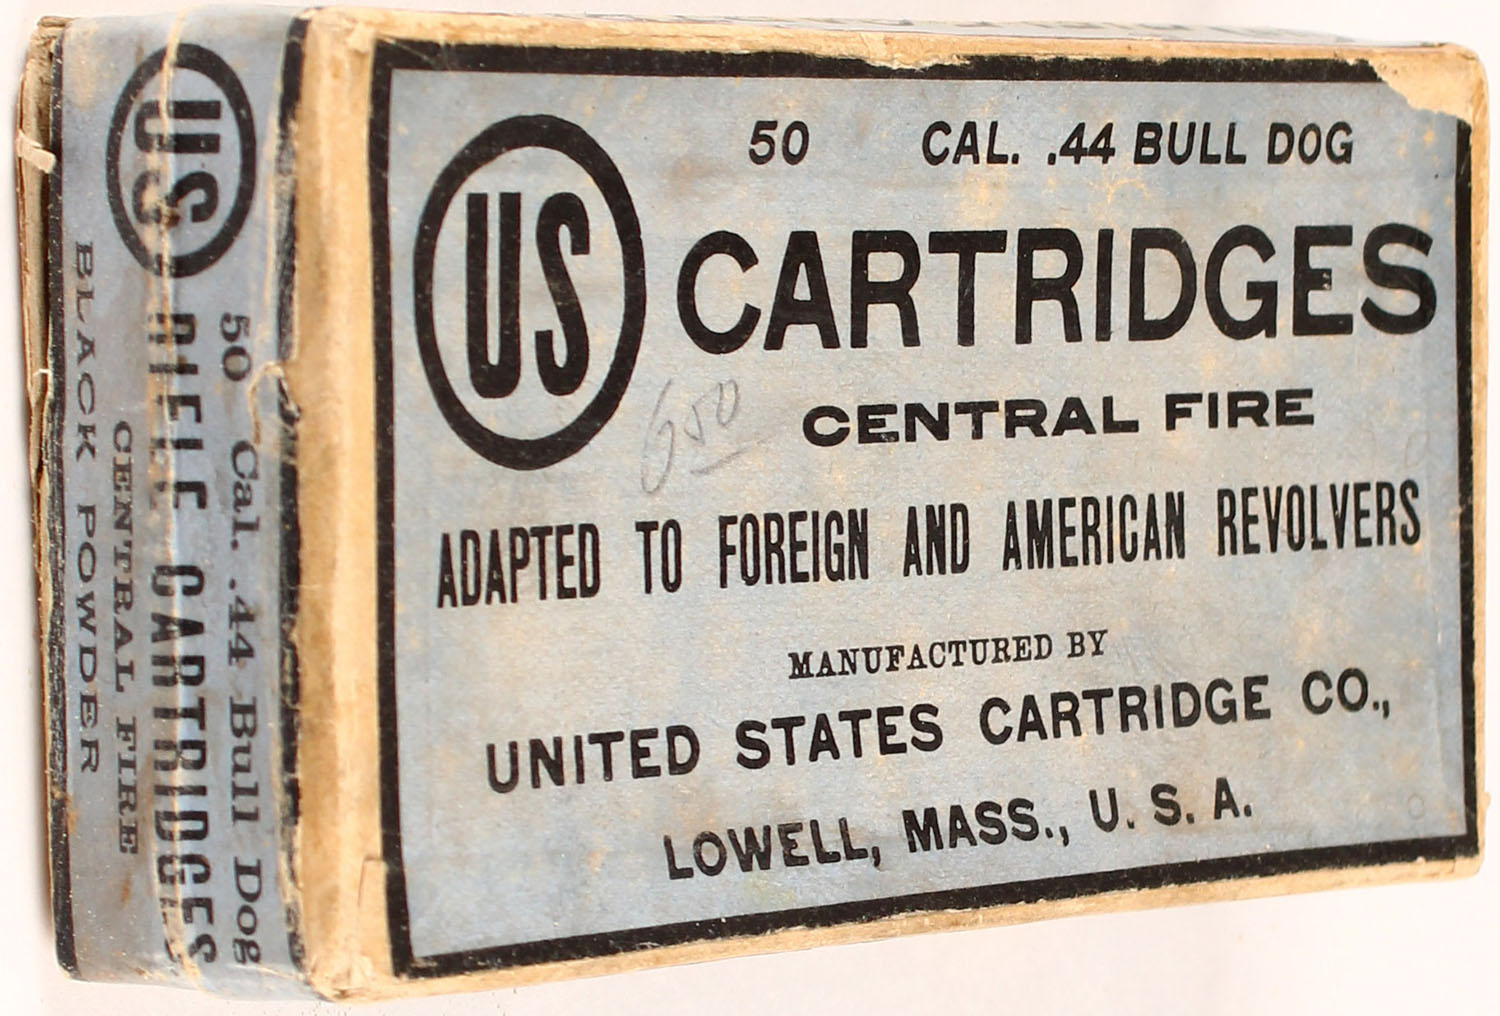 50 CAL. .44 BULL DOG
US
CARTRIDGES
CENTRAL FIRE
650
ADAPTED TO FOREIGN AND AMERICAN REVOLVERS
MANUFACTURED BY
UNITED STATES CARTRIDGE CO.,
LOWELL, MASS., U. S. A.
50 Cal. .44 Bull Dog
US RIFLE CARTRIDGES
CENTRAL FIRE
BLACK POWDER